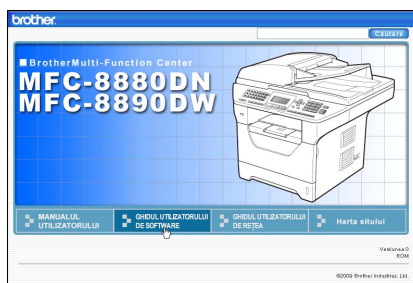 brother.
Căutare
BrotherMulti-Function Center
MFC-8880DN
MFC-8890DW
MANUALUL
UTILIZATORULUI
GHIDUL UTILIZATORULUI
DE SOFTWARE
GHIDUL UTILIZATORULUI
DE REȚEA
Harta sitului
Versiunea 0
ROM
©2009 Brother Industries, Ltd.